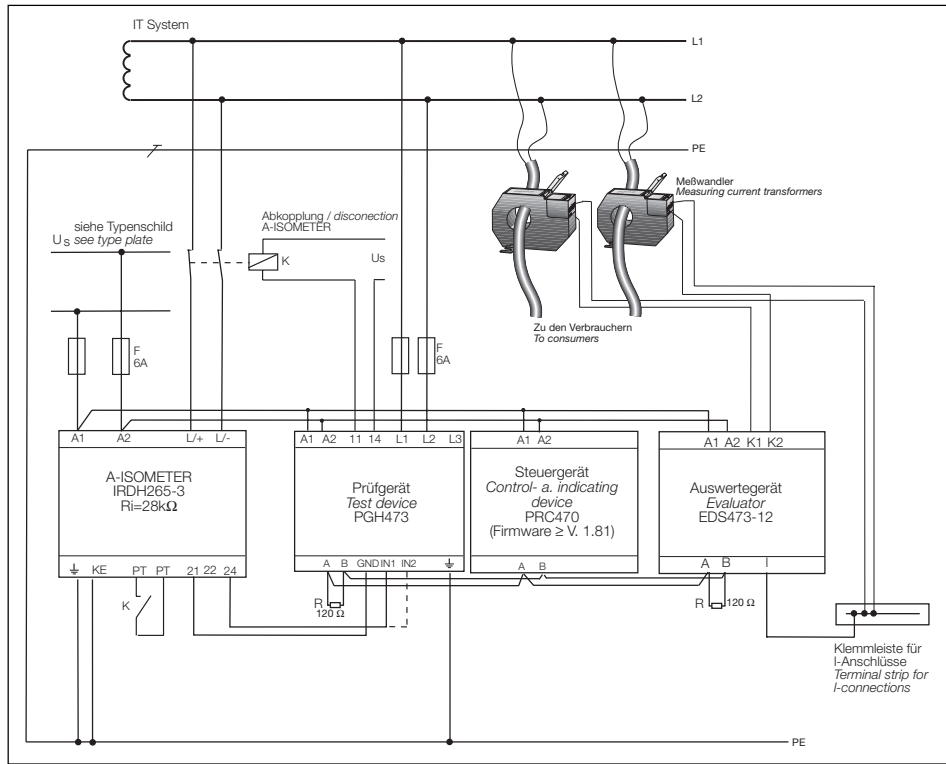 IT System
L1
L2
PE
Meßwandler
Measuring current transformers
siehe Typenschild
Us see type plate
Abkopplung / disconection
A-ISOMETER
K
Us
Zu den Verbrauchern
To consumers
F
6A
F
6A
A1 A2 L/+ L/-
A-ISOMETER
IRDH265-3
Ri=28kΩ
KE PT PT 21 22 24
K
A1 A2 11 14 L1 L2 L3
Prüfgerät
Test device
PGH473
A B GND IN1 IN2
R
120 Ω
A1 A2
Steuergerät
Control- a. indicating
device
PRC470
(Firmware ≥ V. 1.81)
A B
A1 A2 K1 K2
Auswertegerät
Evaluator
EDS473-12
A B l
R 120 Ω
Klemmleiste für
l-Anschlüsse
Terminal strip for
l-connections
PE